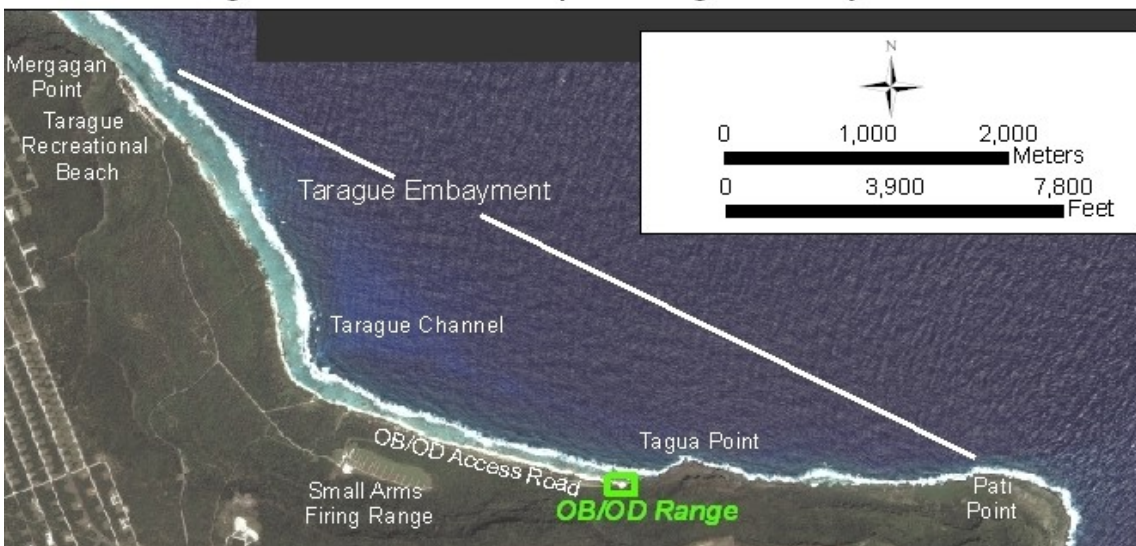 Mergagan
Point
Tarague
Recreational
Beach
Tarague Embayment
N
0 1,000 2,000
Meters
0 3,900 7,800
Feet
Tarague Channel
OB/OD Access Road
Tagua Point
Small Arms
Firing Range
OB/OD Range
Pati
Point